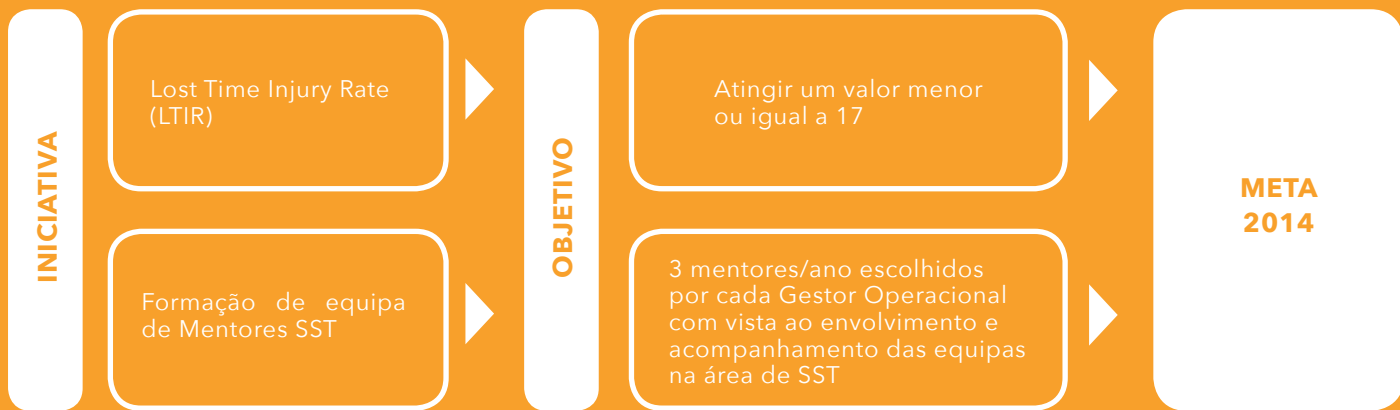 INICIATIVA
Lost Time Injury Rate
(LTIR)
Formação de equipa
de Mentores SST
OBJETIVO
Atingir um valor menor
ou igual a 17
3 mentores/ano escolhidos
por cada Gestor Operacional
com vista ao envolvimento e
acompanhamento das equipas
na área de SST
META
2014